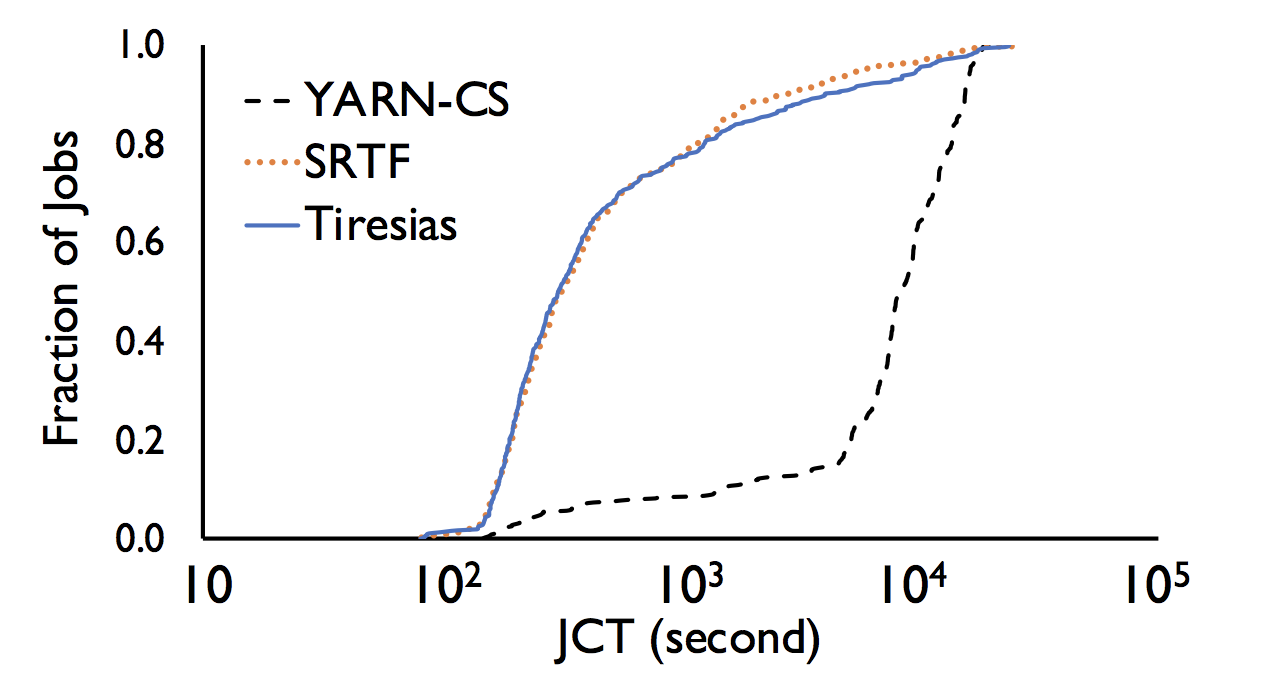 1.0
0.8
0.6
0.4
0.2
0.0
Fraction of Jobs
YARN-CS
SRTF
Tiresias
10 10² 10³ 10⁴ 10⁵
JCT (second)